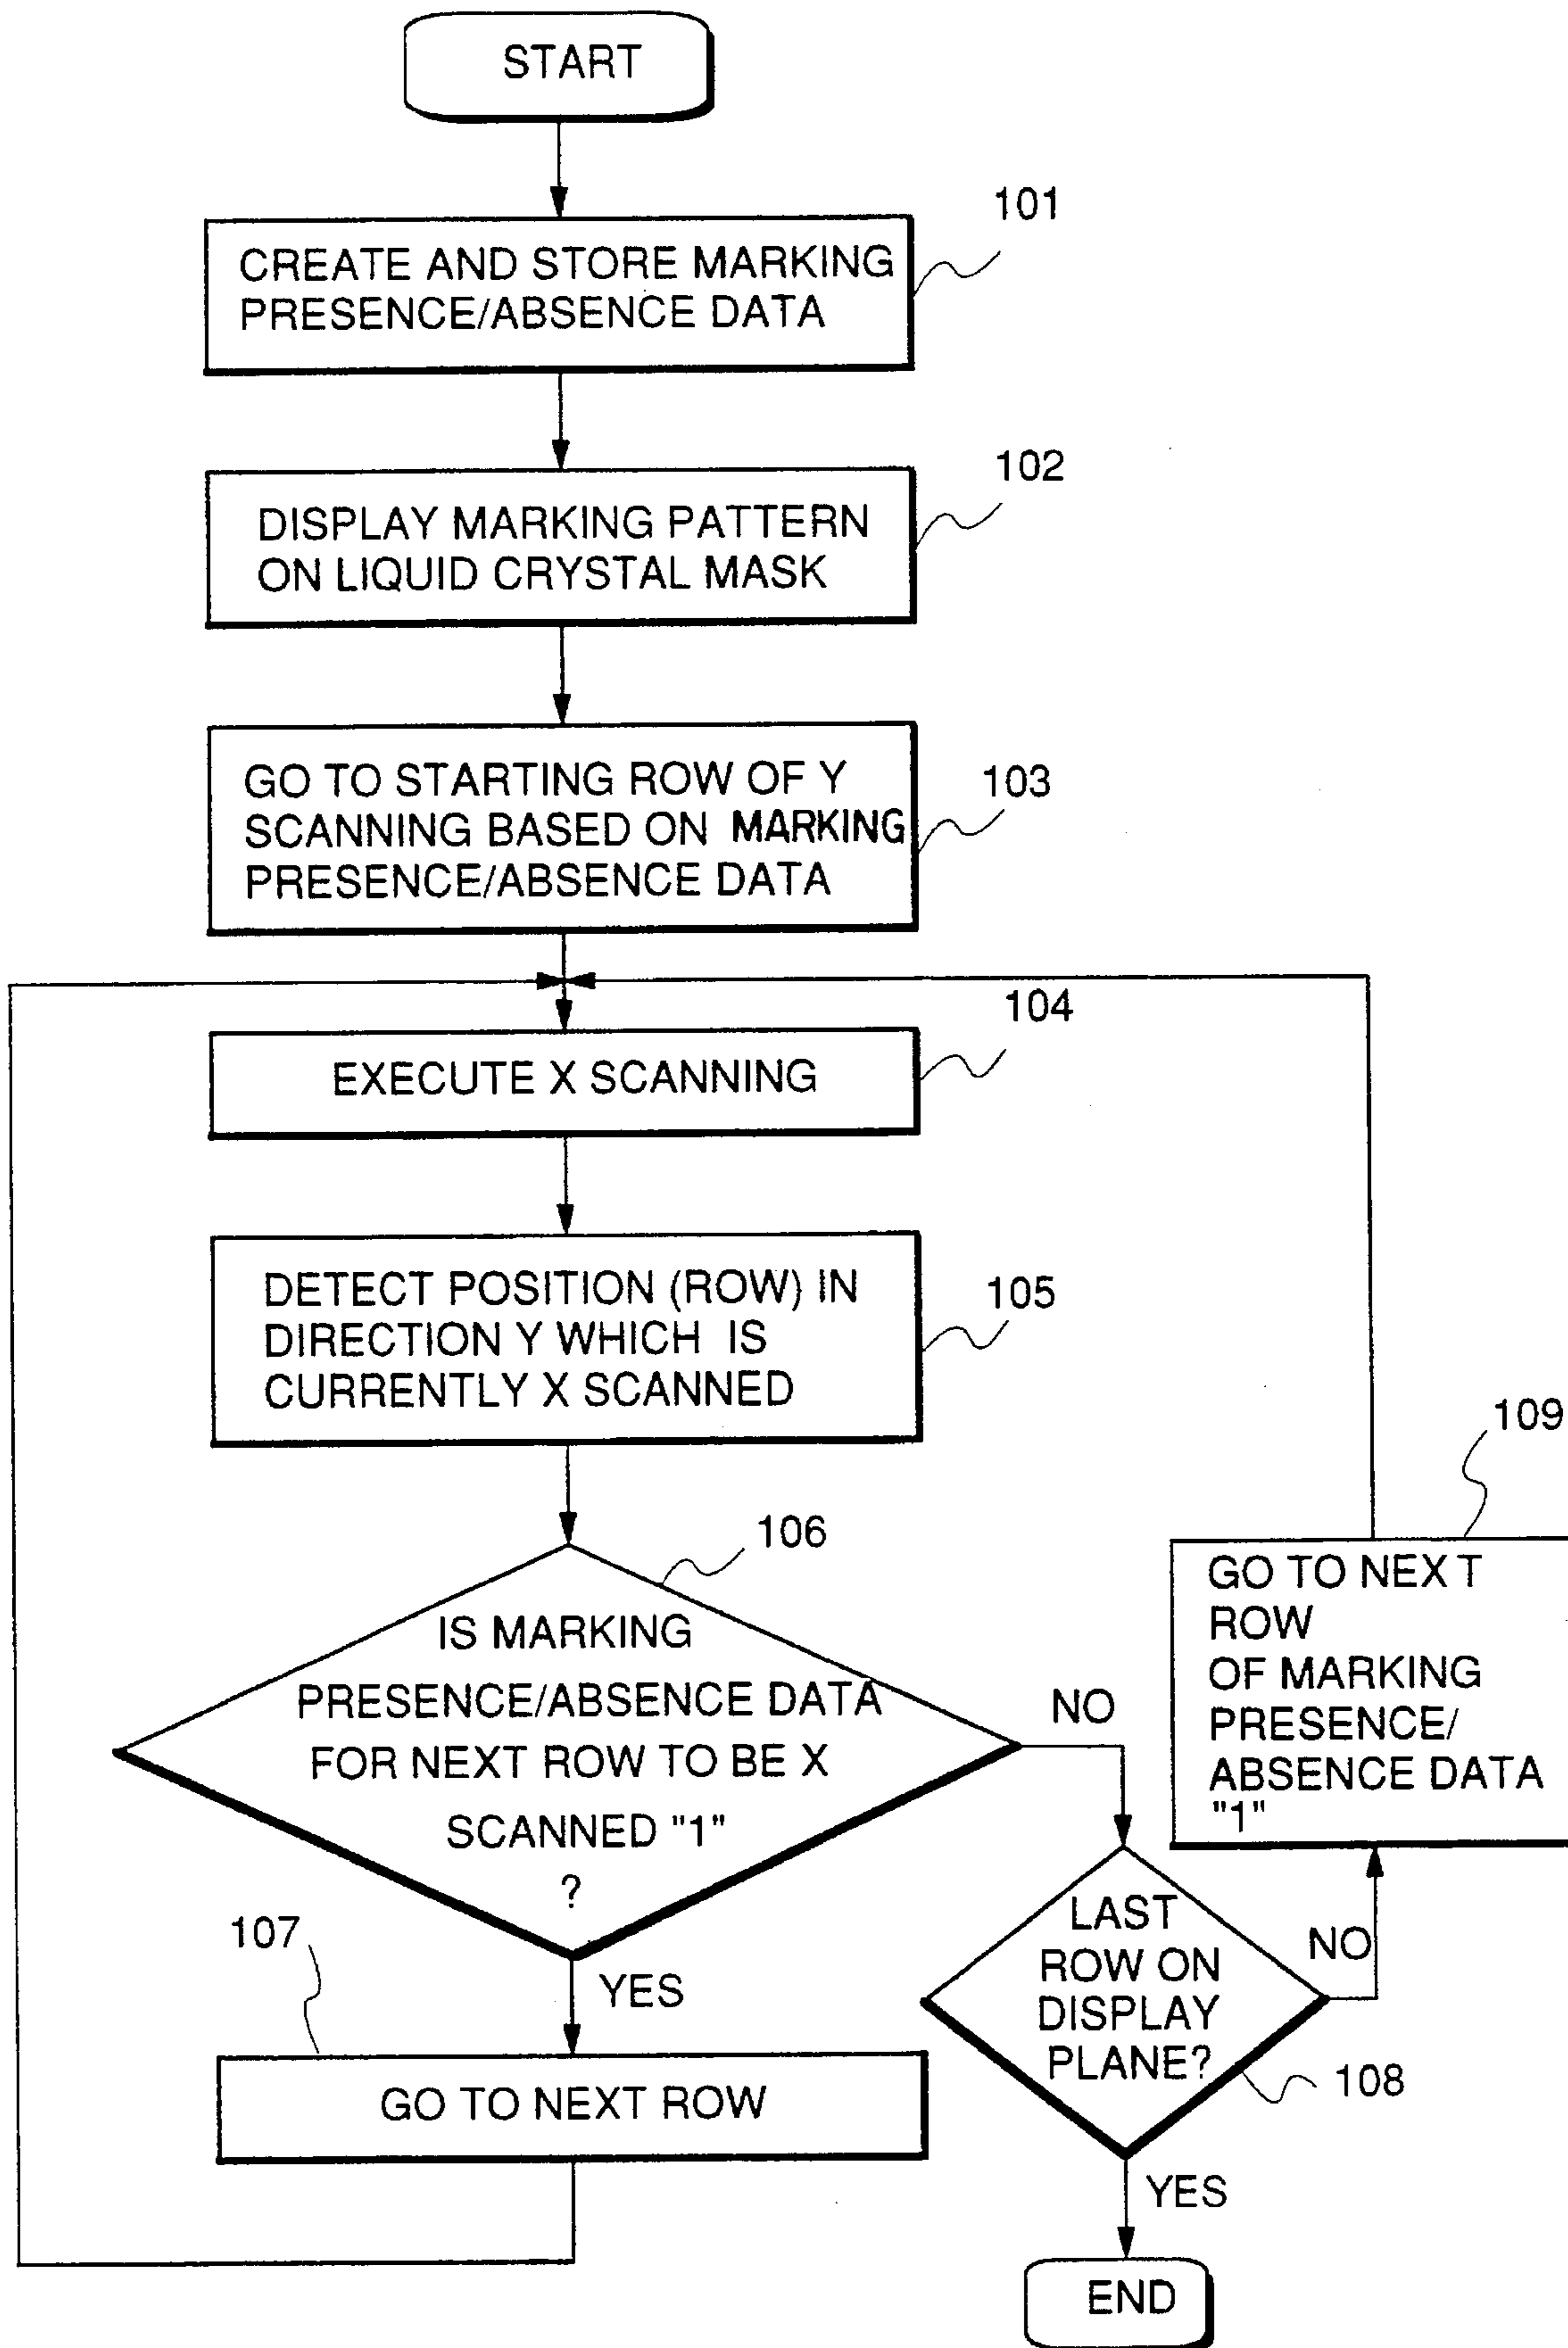 START
101
CREATE AND STORE MARKING
PRESENCE/ABSENCE DATA
102
DISPLAY MARKING PATTERN
ON LIQUID CRYSTAL MASK
103
GO TO STARTING ROW OF Y
SCANNING BASED ON MARKING
PRESENCE/ABSENCE DATA
104
EXECUTE X SCANNING
105
DETECT POSITION (ROW) IN
DIRECTION Y WHICH IS
CURRENTLY X SCANNED
106
IS MARKING
PRESENCE/ABSENCE DATA
FOR NEXT ROW TO BE X
SCANNED "1"
?
NO
YES
107
GO TO NEXT ROW
108
LAST
ROW ON
DISPLAY
PLANE?
NO
YES
109
GO TO NEXT
ROW
OF MARKING
PRESENCE/
ABSENCE DATA
"1"
END